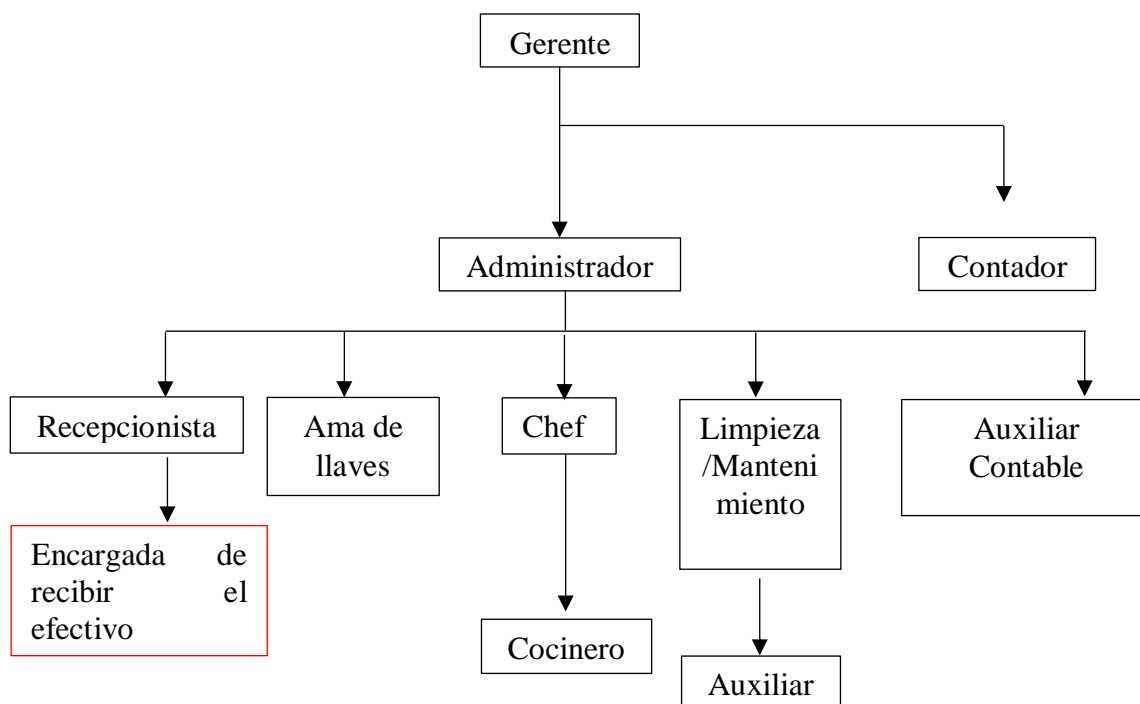 Gerente
Administrador
Contador
Recepcionista
Ama de
llaves
Chef
Limpieza
/Manteni
miento
Auxiliar
Contable
Encargada de
recibir el
efectivo
Cocinero
Auxiliar